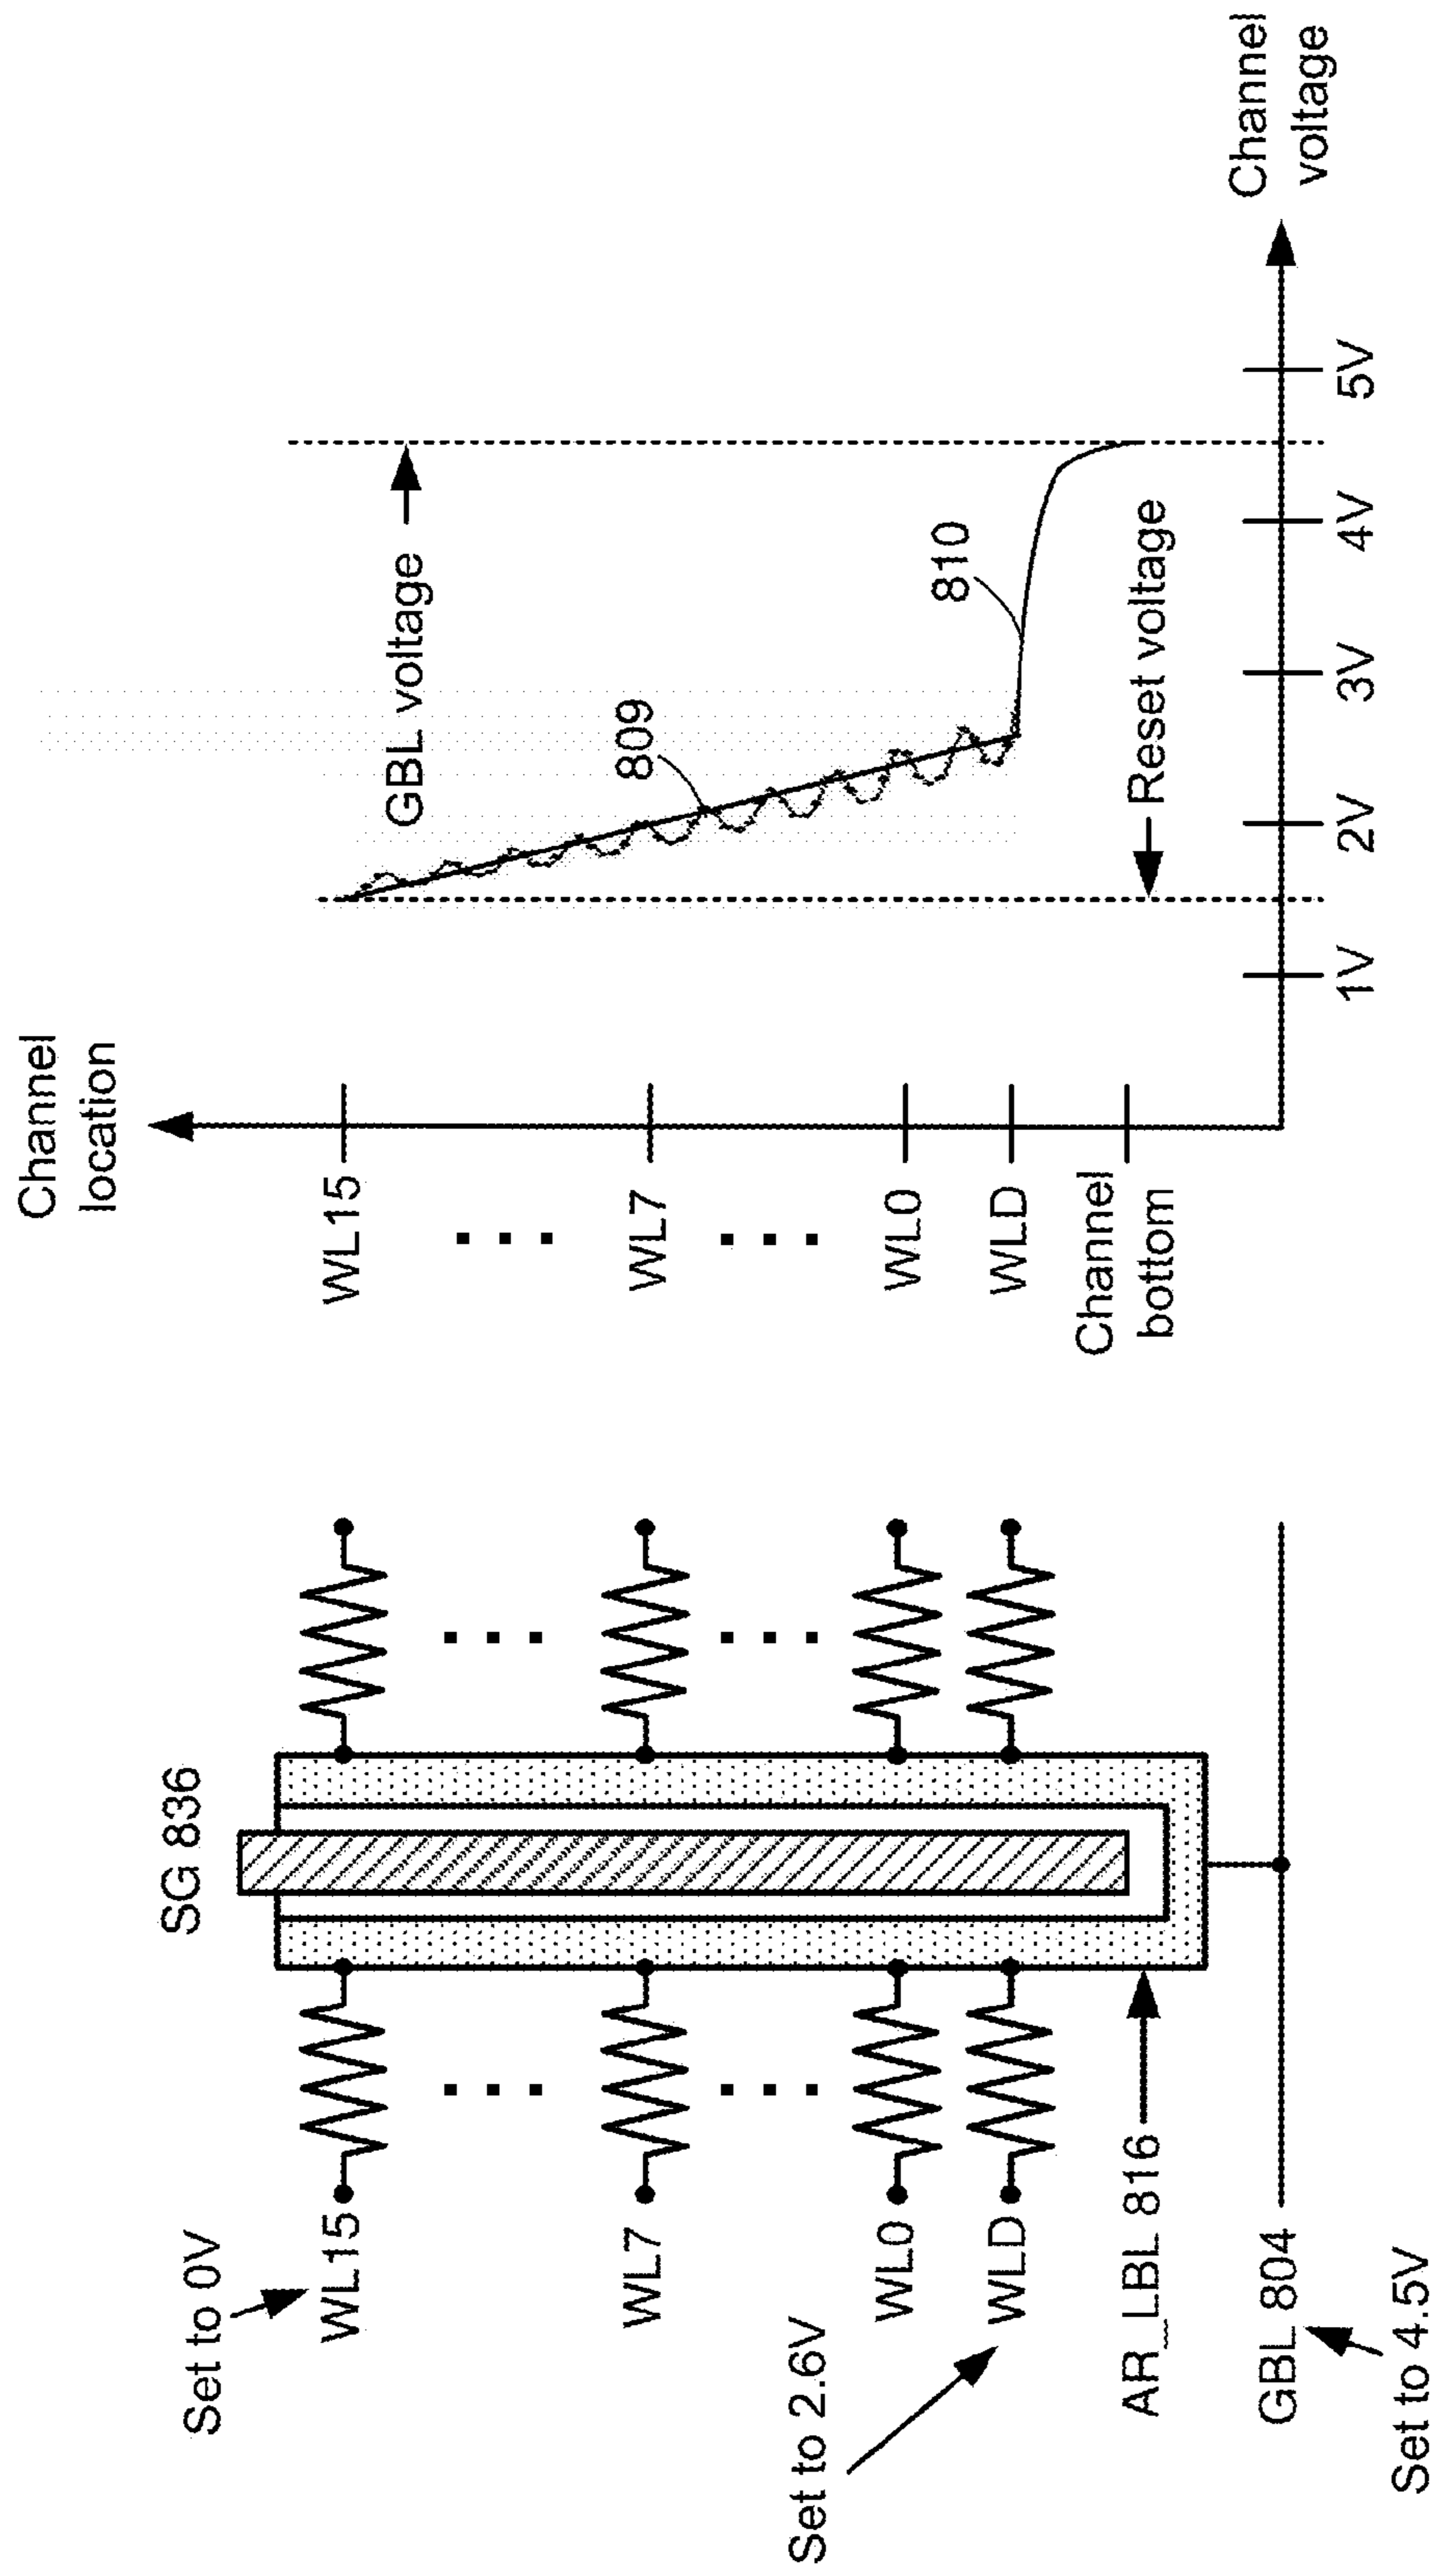 SG 836
Set to 0V
WL15
WL7
WL0
Set to 2.6V
WLD
AR_LBL 816
GBL 804
Set to 4.5V
Channel
location
WL15
WL7
WL0
WLD
Channel
bottom
GBL voltage
809
810
Reset voltage
1V
2V
3V
4V
5V
Channel
voltage